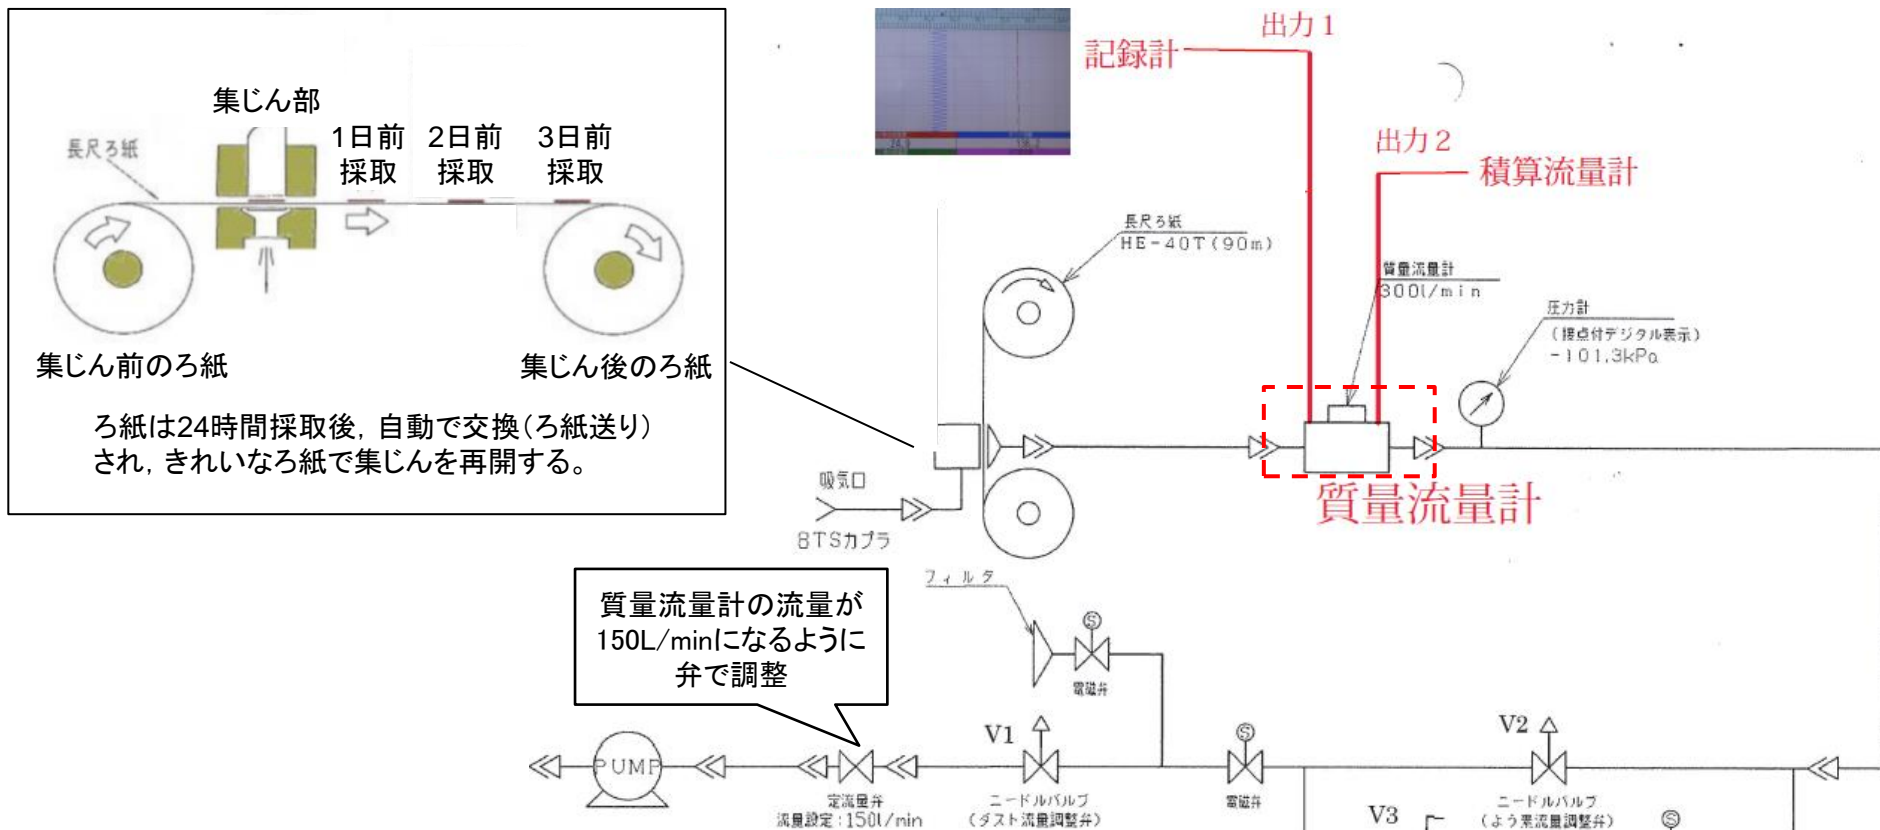 集じん部
長尺ろ紙
1日前
採取
2日前
採取
3日前
採取
集じん前のろ紙
集じん後のろ紙
ろ紙は24時間採取後，自動で交換（ろ紙送り）
され，きれいなろ紙で集じんを再開する。
出力1
記録計
出力2
積算流量計
長尺ろ紙
HE-40T(90m)
質量流量計
300l/min
圧力計
(接点付デジタル表示)
-101.3kPa
質量流量計
吸気口
8TSカプラ
フィルタ
質量流量計の流量が
150L/minになるように
弁で調整
S
電磁弁
PUMP
定流量弁
流量設定：150l/min
V1
ニードルバルブ
(ダスト流量調整弁)
S
電磁弁
V2
ニードルバルブ
(よう素流量調整弁)
V3
S